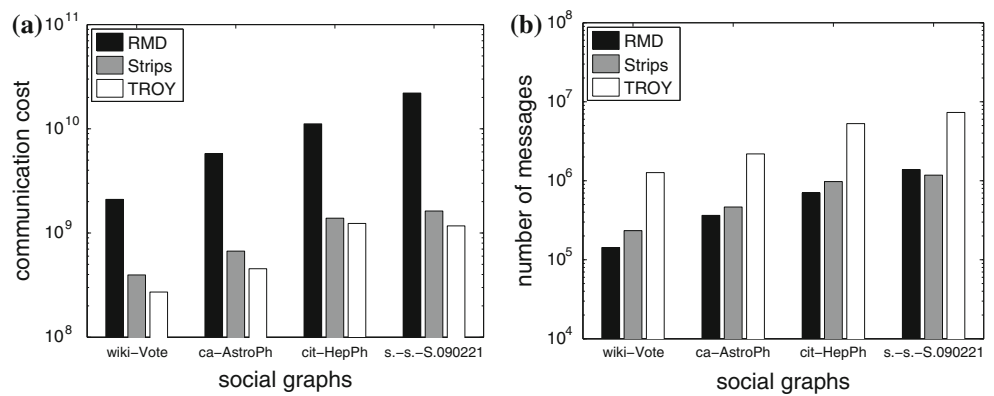 (a)
10^11
10^10
10^9
10^8
communication cost
RMD
Strips
TROY
wiki-Vote ca-AstroPh cit-HepPh s.-s.-S.090221
social graphs
(b)
10^8
10^7
10^6
10^5
10^4
number of messages
RMD
Strips
TROY
wiki-Vote ca-AstroPh cit-HepPh s.-s.-S.090221
social graphs